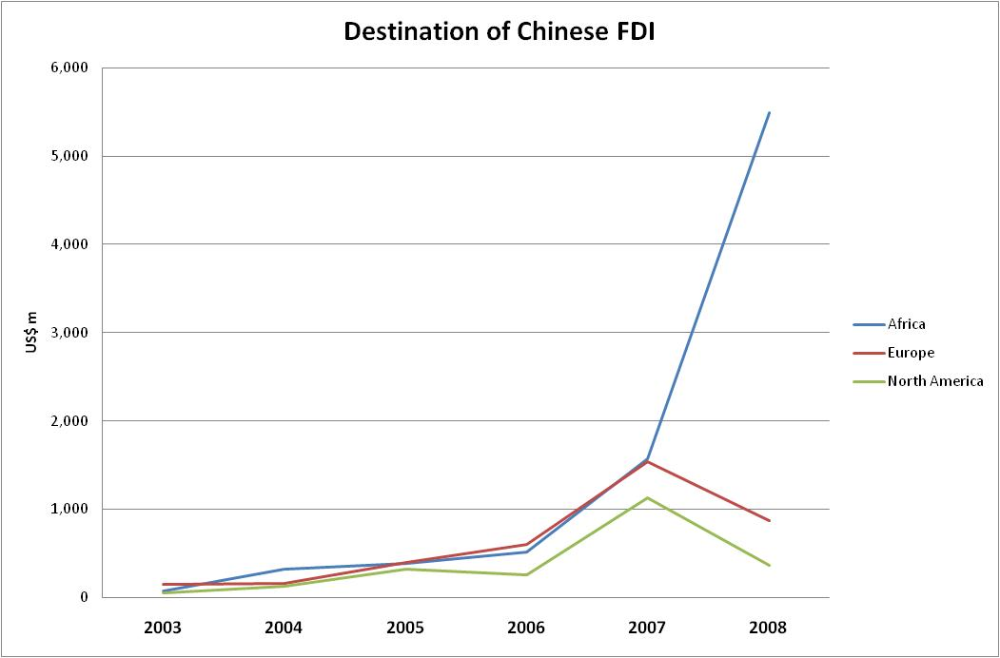 Destination of Chinese FDI
6,000
5,000
4,000
3,000
2,000
1,000
0
US$ m
2003 2004 2005 2006 2007 2008
Africa
Europe
North America